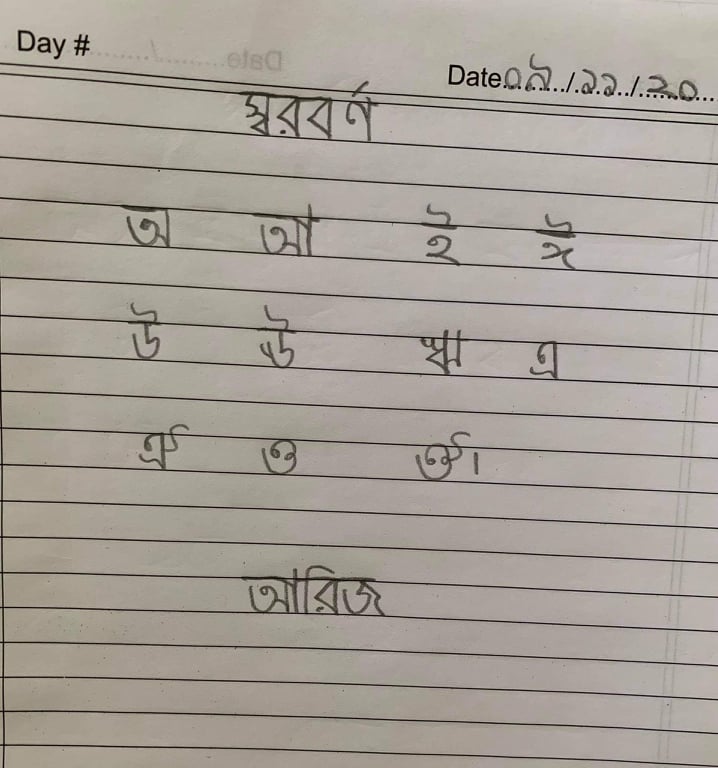 Day #
Date ০৯/১১/২০
স্বরবর্ণ
অ আ ই ঈ
উ ঊ ঋ এ
ঐ ও ঔ।
আরিজ